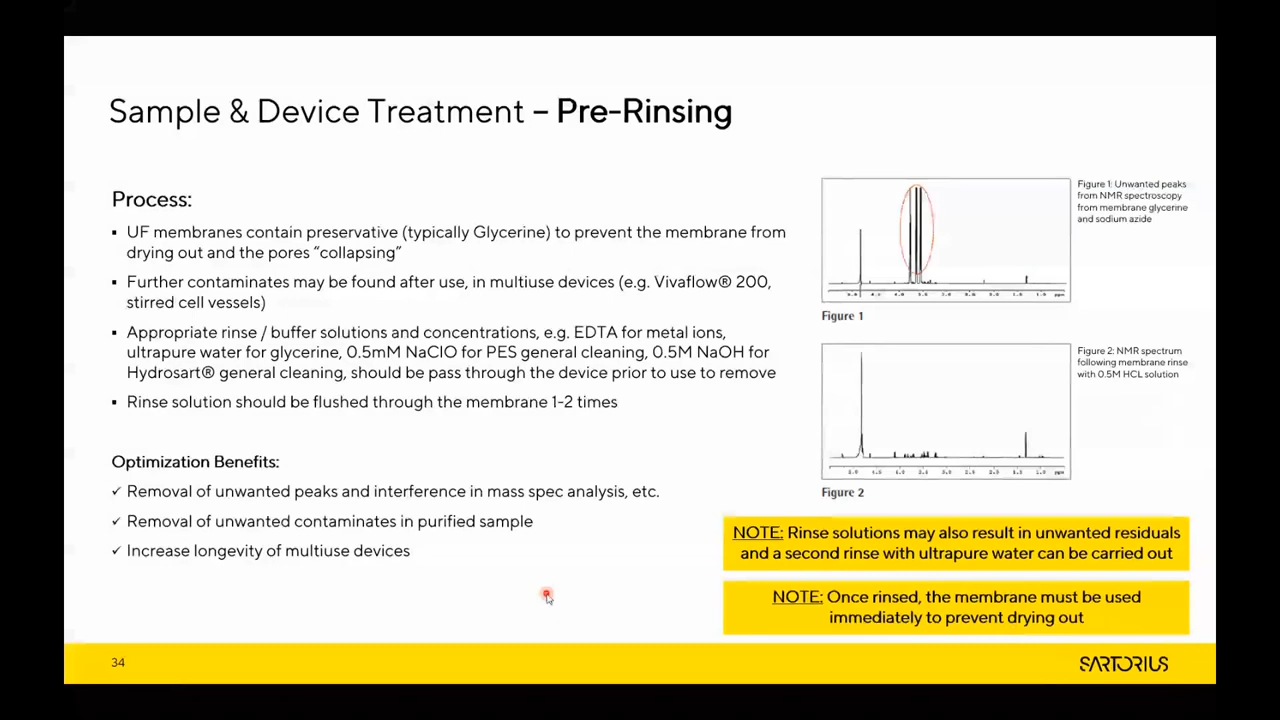 Sample & Device Treatment – Pre-Rinsing
Process:
▪ UF membranes contain preservative (typically Glycerine) to prevent the membrane from
drying out and the pores “collapsing”
▪ Further contaminates may be found after use, in multiuse devices (e.g. Vivaflow® 200,
stirred cell vessels)
▪ Appropriate rinse / buffer solutions and concentrations, e.g. EDTA for metal ions,
ultrapure water for glycerine, 0.5mM NaClO for PES general cleaning, 0.5M NaOH for
Hydrosart® general cleaning, should be pass through the device prior to use to remove
▪ Rinse solution should be flushed through the membrane 1-2 times
Optimization Benefits:
✓ Removal of unwanted peaks and interference in mass spec analysis, etc.
✓ Removal of unwanted contaminates in purified sample
✓ Increase longevity of multiuse devices
Figure 1: Unwanted peaks
from NMR spectroscopy
from membrane glycerine
and sodium azide
Figure 1
Figure 2: NMR spectrum
following membrane rinse
with 0.5M HCL solution
Figure 2
NOTE: Rinse solutions may also result in unwanted residuals
and a second rinse with ultrapure water can be carried out
NOTE: Once rinsed, the membrane must be used
immediately to prevent drying out
34
SARTORIUS